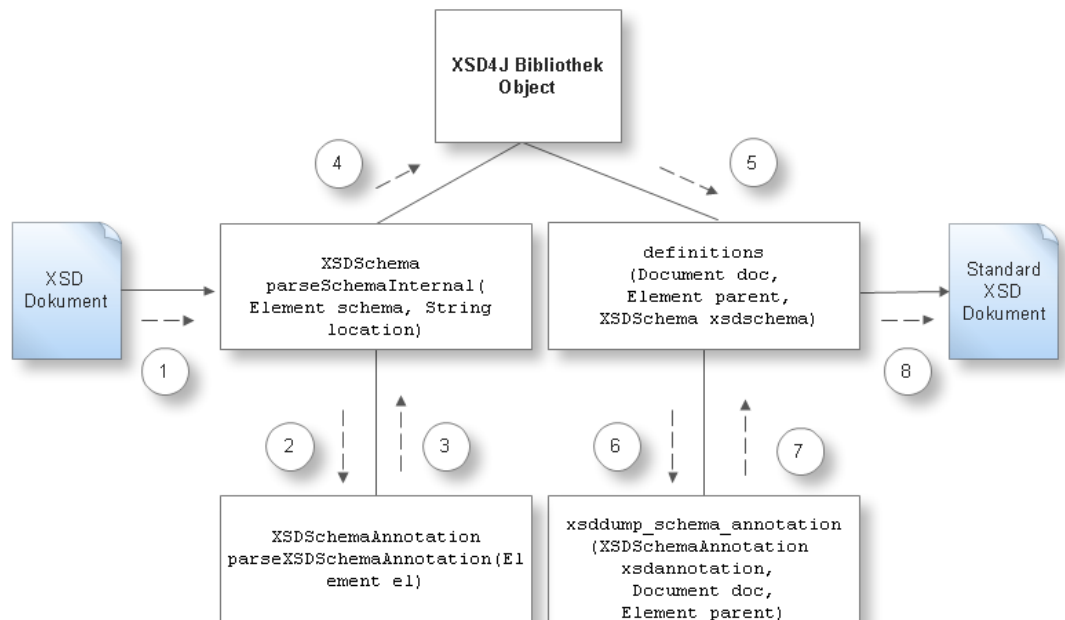 XSD4J Bibliothek
Object
4
5
XSD
Dokument
XSDSchema
parseSchemaInternal(
Element schema, String
location)
definitions
(Document doc,
Element parent,
XSDSchema xsdschema)
Standard
XSD
Dokument
1
8
2
3
6
7
XSDSchemaAnnotation
parseXSDSchemaAnnotation(El
ement el)
xsddump_schema_annotation
(XSDSchemaAnnotation
xsdannotation,
Document doc,
Element parent)